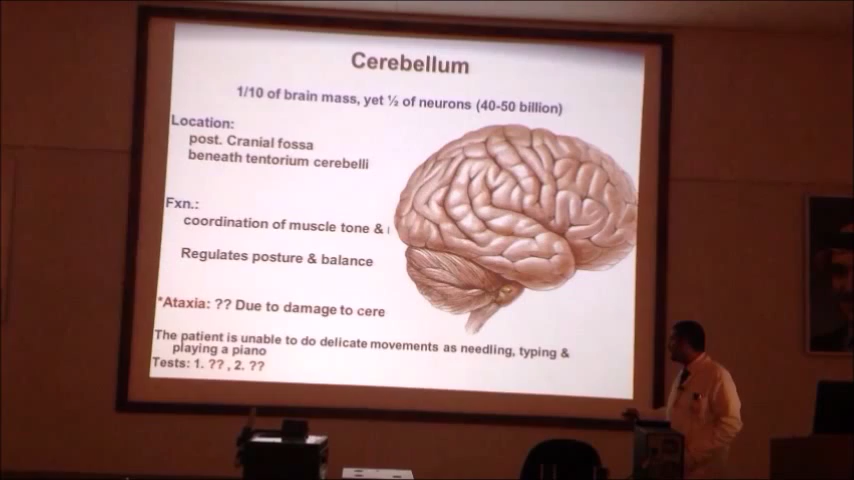 Cerebellum
1/10 of brain mass, yet ½ of neurons (40-50 billion)
Location:
post. Cranial fossa
beneath tentorium cerebelli
Fxn.:
coordination of muscle tone &
Regulates posture & balance
*Ataxia: ?? Due to damage to cere
The patient is unable to do delicate movements as needling, typing &
playing a piano
Tests: 1. ?? , 2. ??